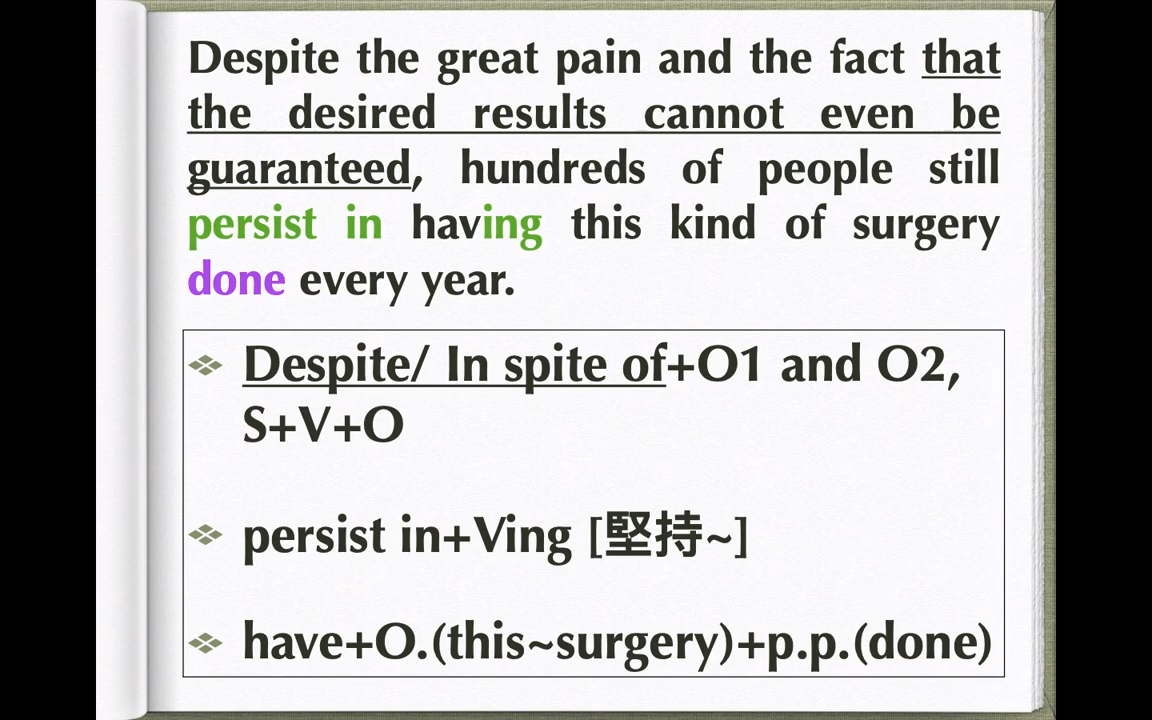 Despite the great pain and the fact that
the desired results cannot even be
guaranteed, hundreds of people still
persist in having this kind of surgery
done every year.
Despite/ In spite of+O1 and O2,
S+V+O
persist in+Ving [堅持~]
have+O.(this~surgery)+p.p.(done)